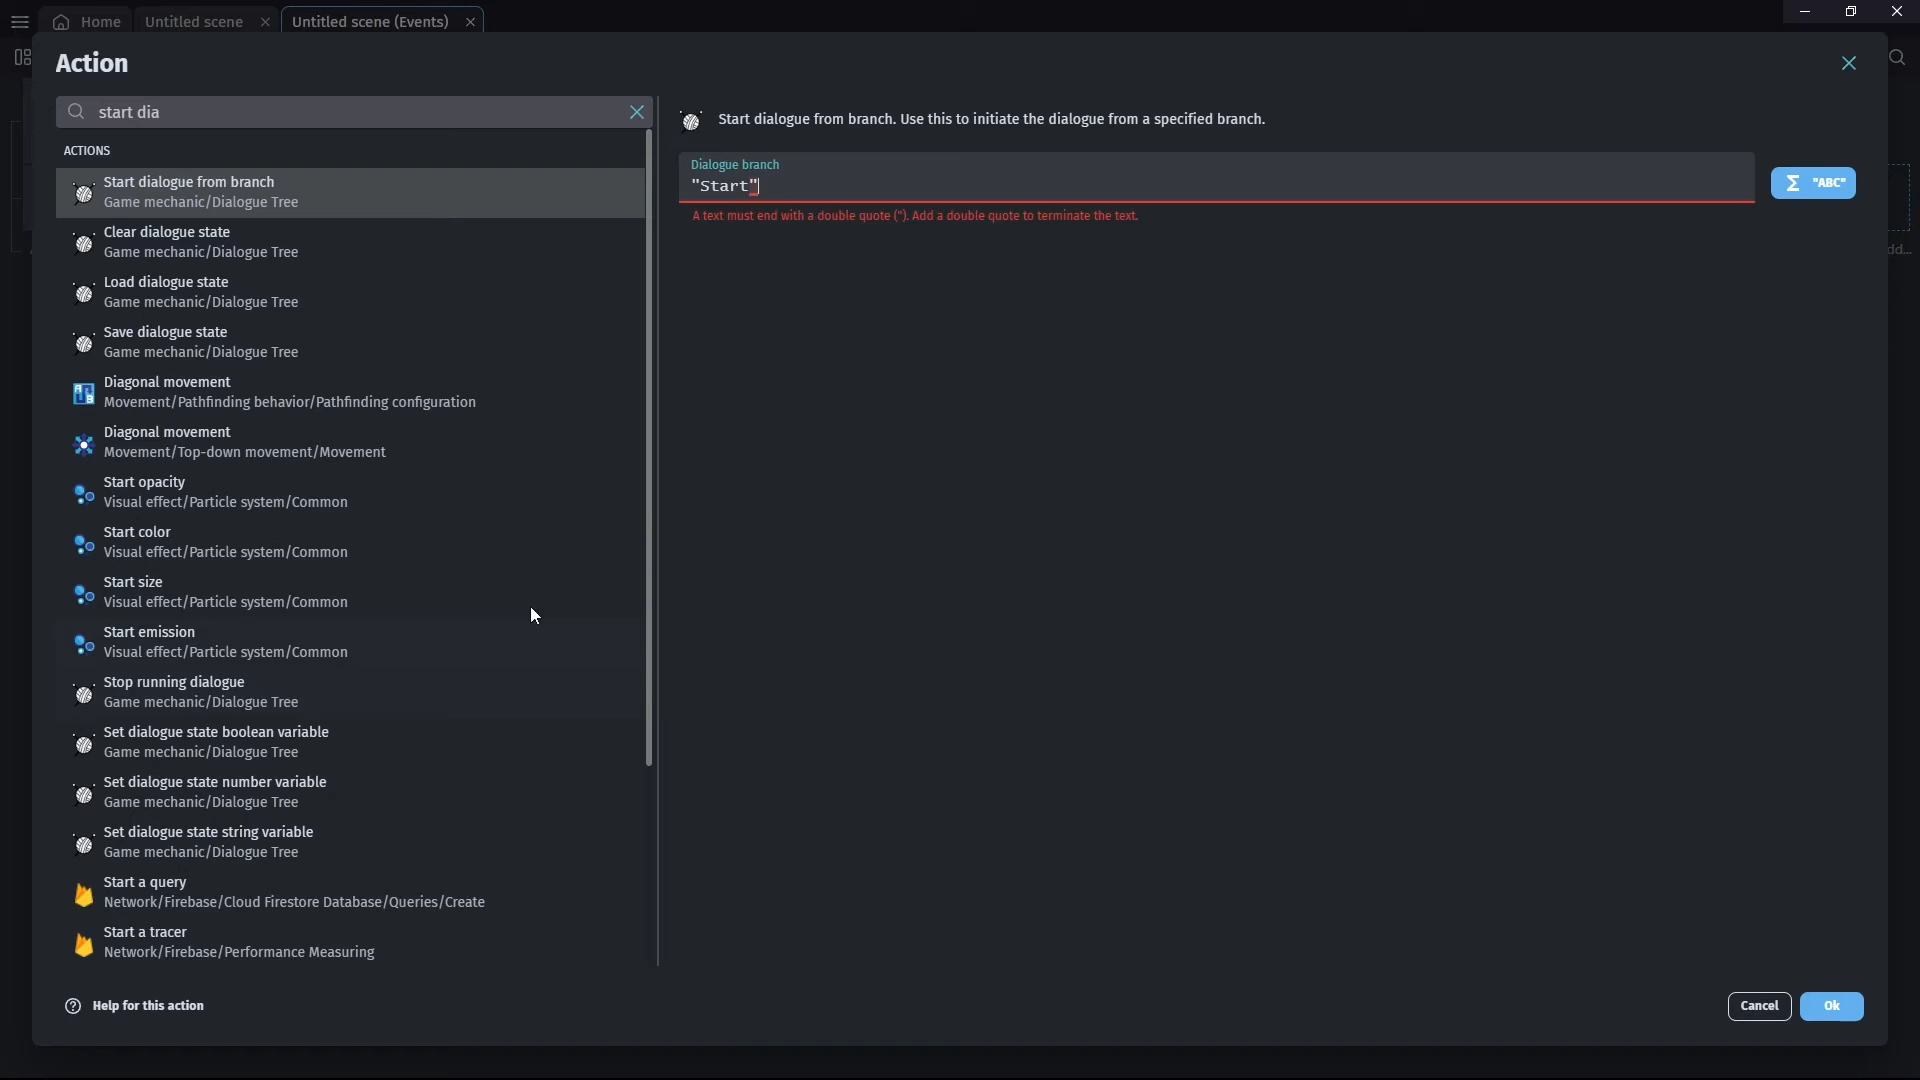 Home
Untitled scene
Untitled scene (Events)
Action
start dia
ACTIONS
Start dialogue from branch
Game mechanic/Dialogue Tree
Clear dialogue state
Game mechanic/Dialogue Tree
Load dialogue state
Game mechanic/Dialogue Tree
Save dialogue state
Game mechanic/Dialogue Tree
Diagonal movement
Movement/Pathfinding behavior/Pathfinding configuration
Diagonal movement
Movement/Top-down movement/Movement
Start opacity
Visual effect/Particle system/Common
Start color
Visual effect/Particle system/Common
Start size
Visual effect/Particle system/Common
Start emission
Visual effect/Particle system/Common
Stop running dialogue
Game mechanic/Dialogue Tree
Set dialogue state boolean variable
Game mechanic/Dialogue Tree
Set dialogue state number variable
Game mechanic/Dialogue Tree
Set dialogue state string variable
Game mechanic/Dialogue Tree
Start a query
Network/Firebase/Cloud Firestore Database/Queries/Create
Start a tracer
Network/Firebase/Performance Measuring
Start dialogue from branch. Use this to initiate the dialogue from a specified branch.
Dialogue branch
"Start"
Σ "ABC"
A text must end with a double quote ("). Add a double quote to terminate the text.
Help for this action
Cancel
Ok